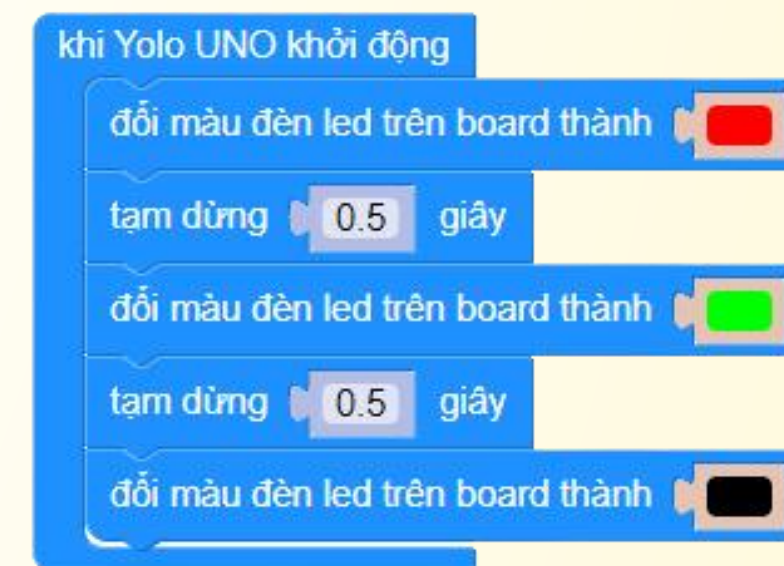 khi Yolo UNO khởi động
đổi màu đèn led trên board thành
tạm dừng 0.5 giây
đổi màu đèn led trên board thành
tạm dừng 0.5 giây
đổi màu đèn led trên board thành